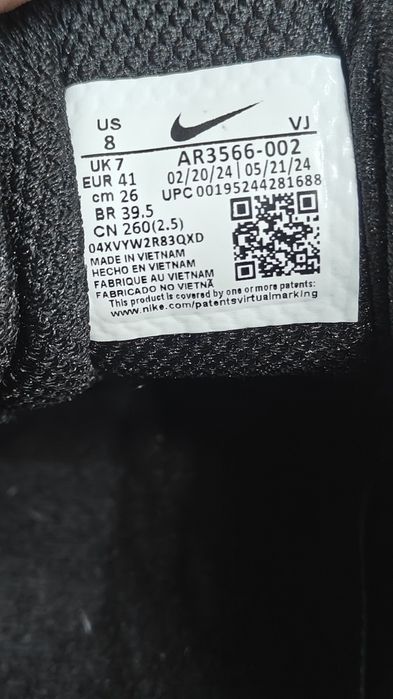 US VJ
8
UK 7 AR3566-002
EUR 41 02/20/24 05/21/24
cm 26 UPC00195244281688
BR 39.5
CN 260(2.5)
04XVYW2R83QXD
MADE IN VIETNAM
HECHO EN VIETNAM
FABRIQUE AU VIETNAM
FABRICADO NO VIETNÃ
This product is covered by one or more patents:
www.nike.com/patentsvirtualmarking